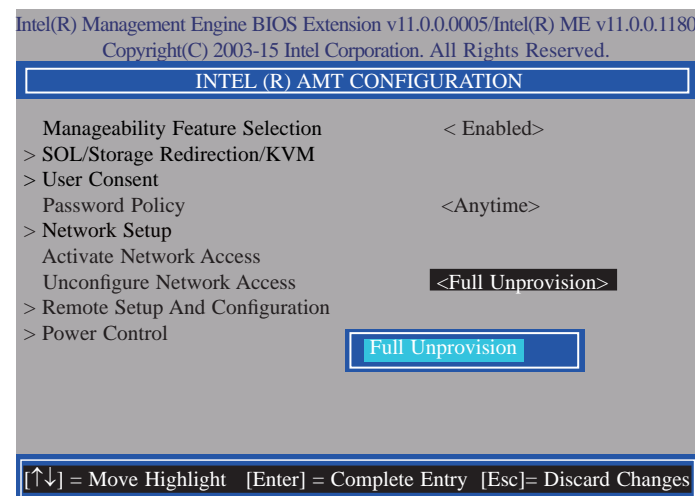 Intel(R) Management Engine BIOS Extension v11.0.0.0005/Intel(R) ME v11.0.0.1180
Copyright(C) 2003-15 Intel Corporation. All Rights Reserved.
INTEL (R) AMT CONFIGURATION
Manageability Feature Selection < Enabled>
> SOL/Storage Redirection/KVM
> User Consent
Password Policy <Anytime>
> Network Setup
Activate Network Access
Unconfigure Network Access <Full Unprovision>
> Remote Setup And Configuration
> Power Control
Full Unprovision
[↑↓] = Move Highlight [Enter] = Complete Entry [Esc]= Discard Changes